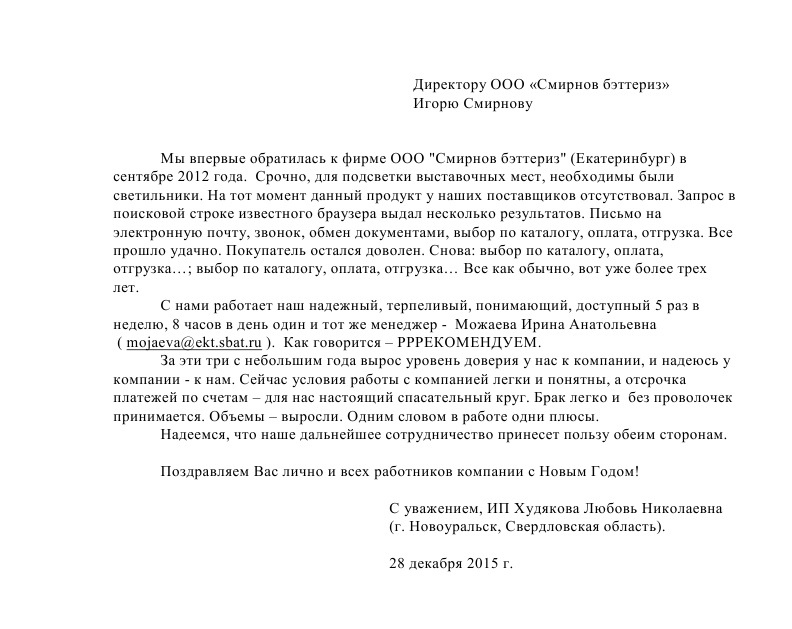 Директору ООО «Смирнов бэттериз»
Игорю Смирнову
Мы впервые обратилась к фирме ООО "Смирнов бэттериз" (Екатеринбург) в
сентябре 2012 года.  Срочно, для подсветки выставочных мест, необходимы были
светильники. На тот момент данный продукт у наших поставщиков отсутствовал. Запрос в
поисковой строке известного браузера выдал несколько результатов. Письмо на
электронную почту, звонок, обмен документами, выбор по каталогу, оплата, отгрузка. Все
прошло удачно. Покупатель остался доволен. Снова: выбор по каталогу, оплата,
отгрузка…; выбор по каталогу, оплата, отгрузка… Все как обычно, вот уже более трех
лет.
С нами работает наш надежный, терпеливый, понимающий, доступный 5 раз в
неделю, 8 часов в день один и тот же менеджер -  Можаева Ирина Анатольевна
( mojaeva@ekt.sbat.ru ).  Как говорится – РРРЕКОМЕНДУЕМ.
За эти три с небольшим года вырос уровень доверия у нас к компании, и надеюсь у
компании - к нам. Сейчас условия работы с компанией легки и понятны, а отсрочка
платежей по счетам – для нас настоящий спасательный круг. Брак легко и  без проволочек
принимается. Объемы – выросли. Одним словом в работе одни плюсы.
Надеемся, что наше дальнейшее сотрудничество принесет пользу обеим сторонам.
Поздравляем Вас лично и всех работников компании с Новым Годом!
С уважением, ИП Худякова Любовь Николаевна
(г. Новоуральск, Свердловская область).
28 декабря 2015 г.